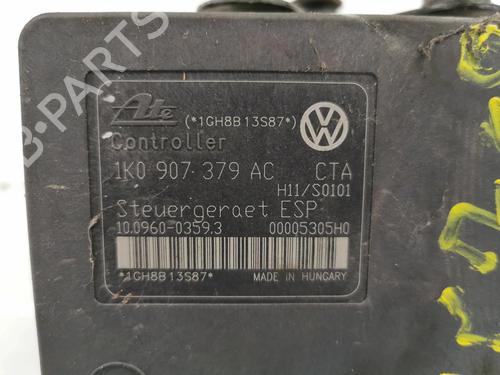 Ate (*1GH8B13S87*)
Controller
1K0 907 379 AC CTA
H11/S0101
Steuergeraet ESP
10.0960-0359.3 00005305H0
*1GH8B13S87* MADE IN HUNGARY
B-PARTS